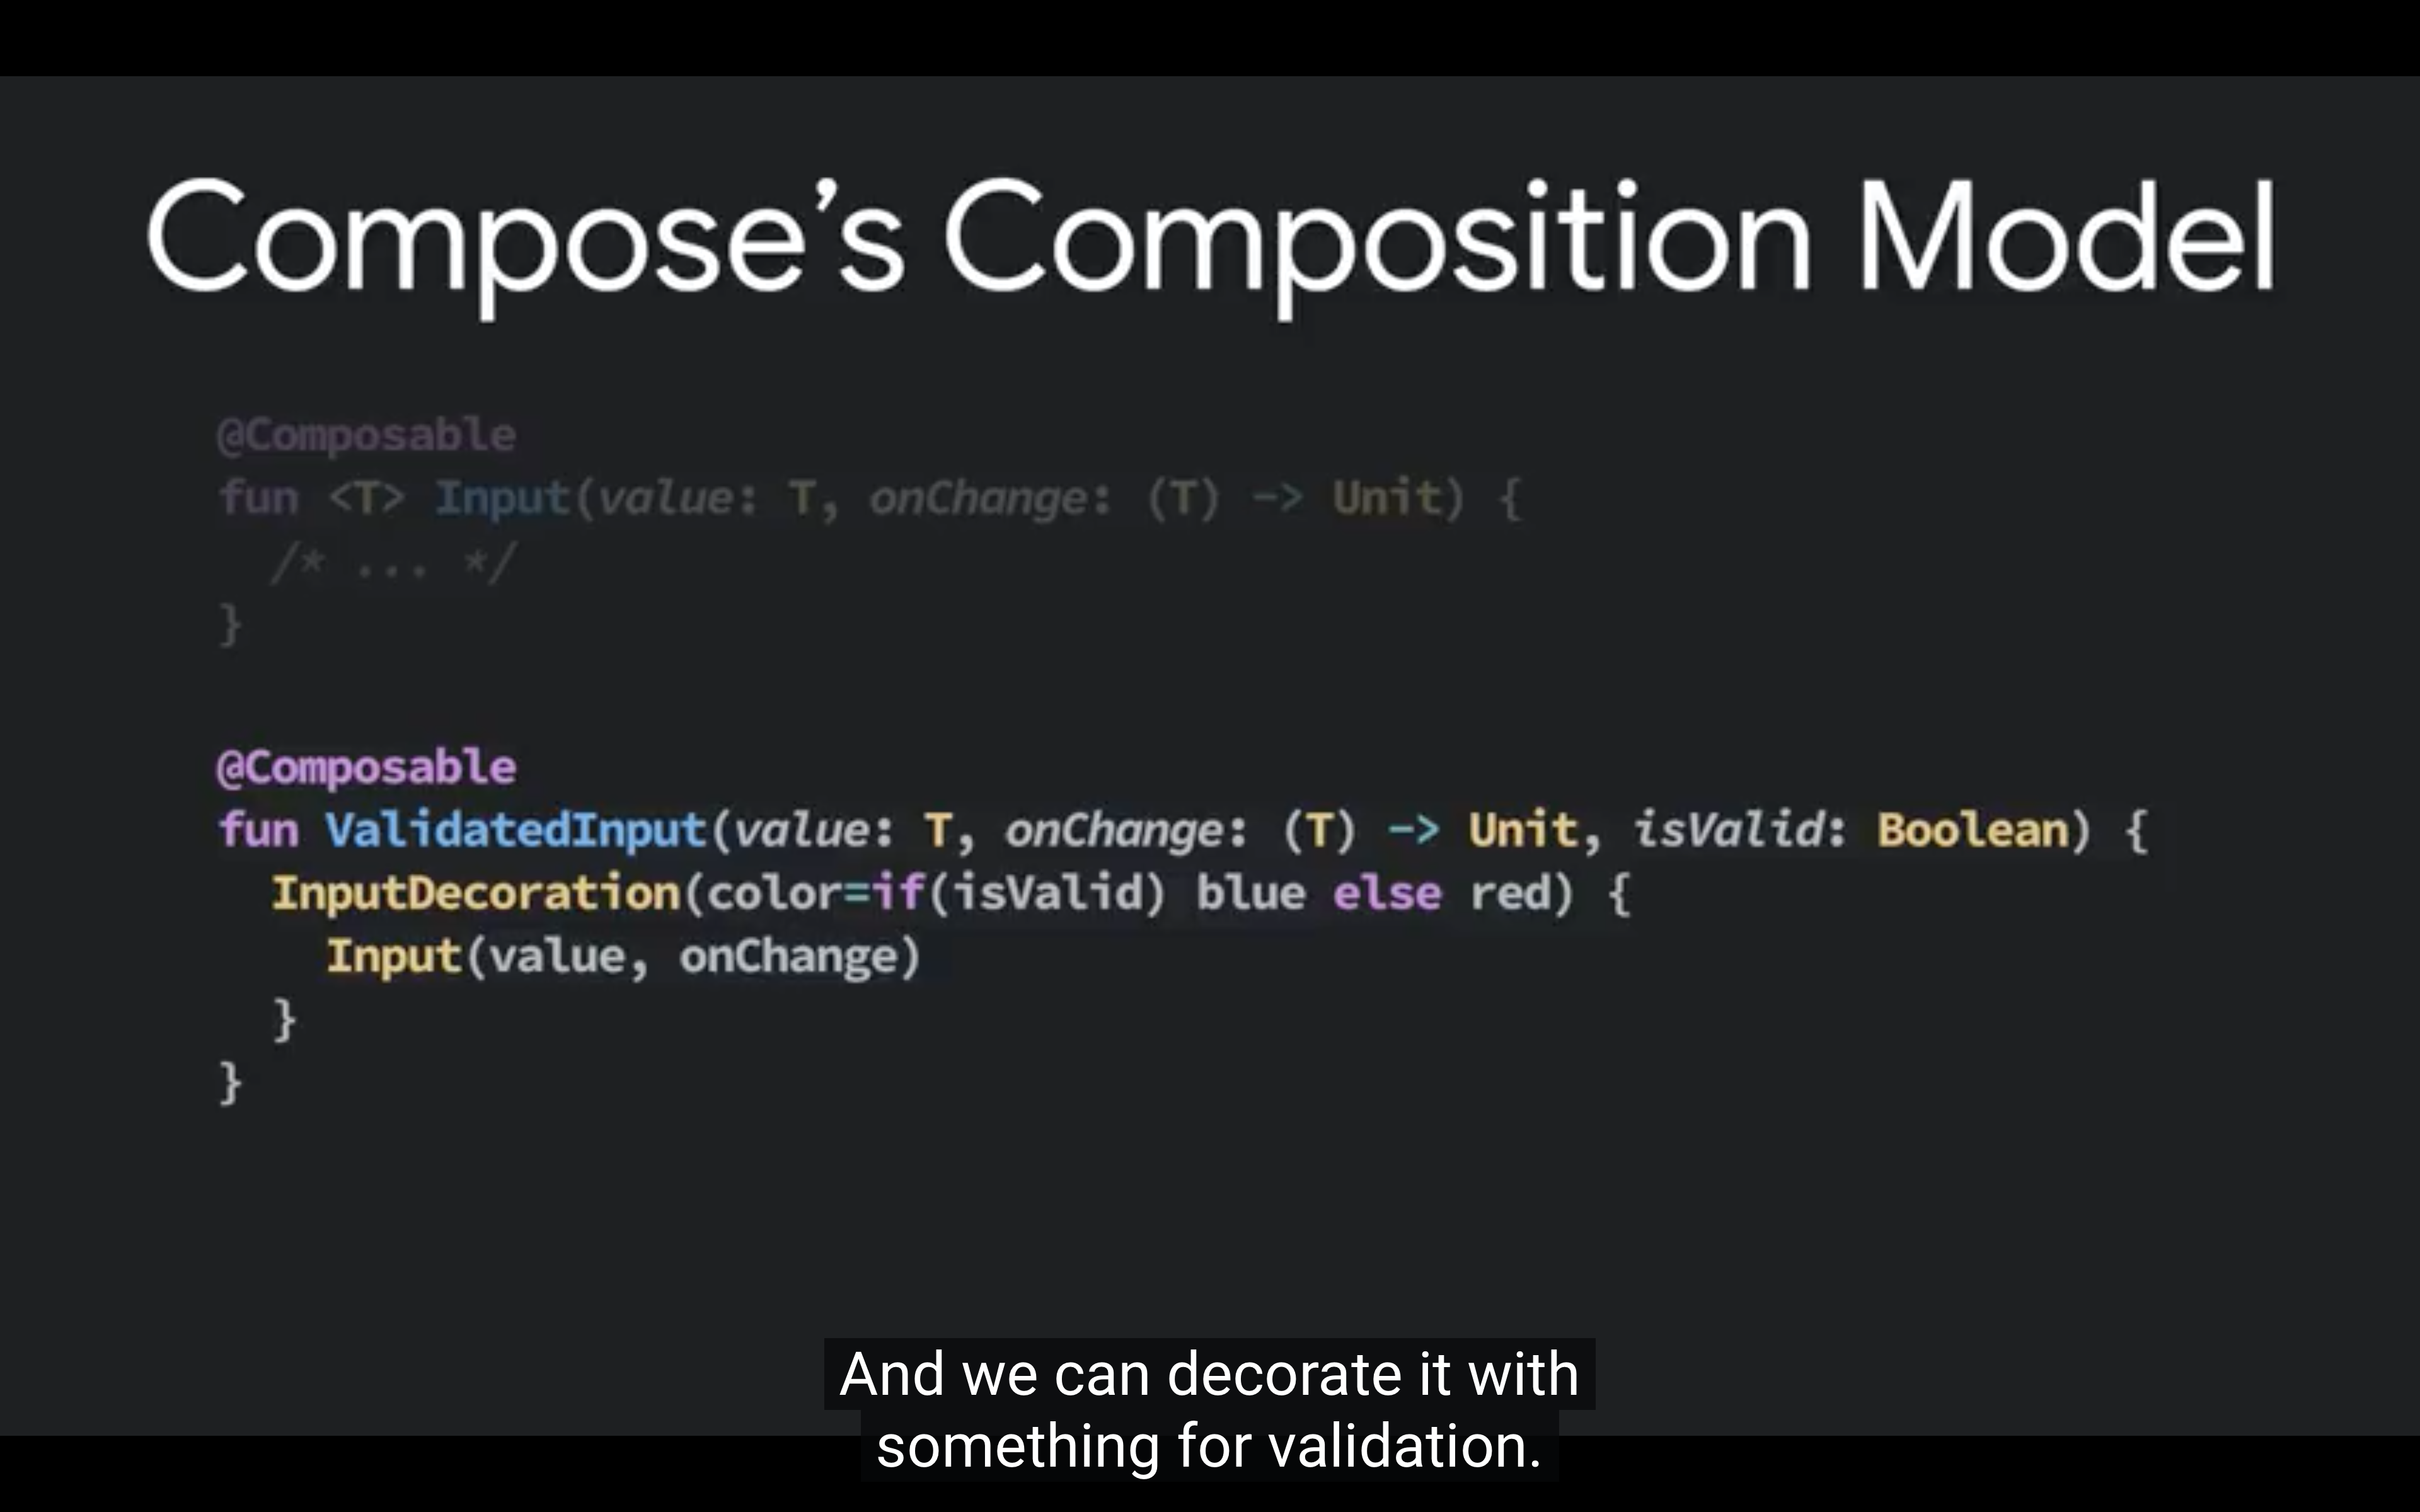 Compose’s Composition Model
@Composable
fun <T> Input(value: T, onChange: (T) -> Unit) {
  /* ... */
}
@Composable
fun ValidatedInput(value: T, onChange: (T) -> Unit, isValid: Boolean) {
  InputDecoration(color=if(isValid) blue else red) {
    Input(value, onChange)
  }
}
And we can decorate it with
something for validation.